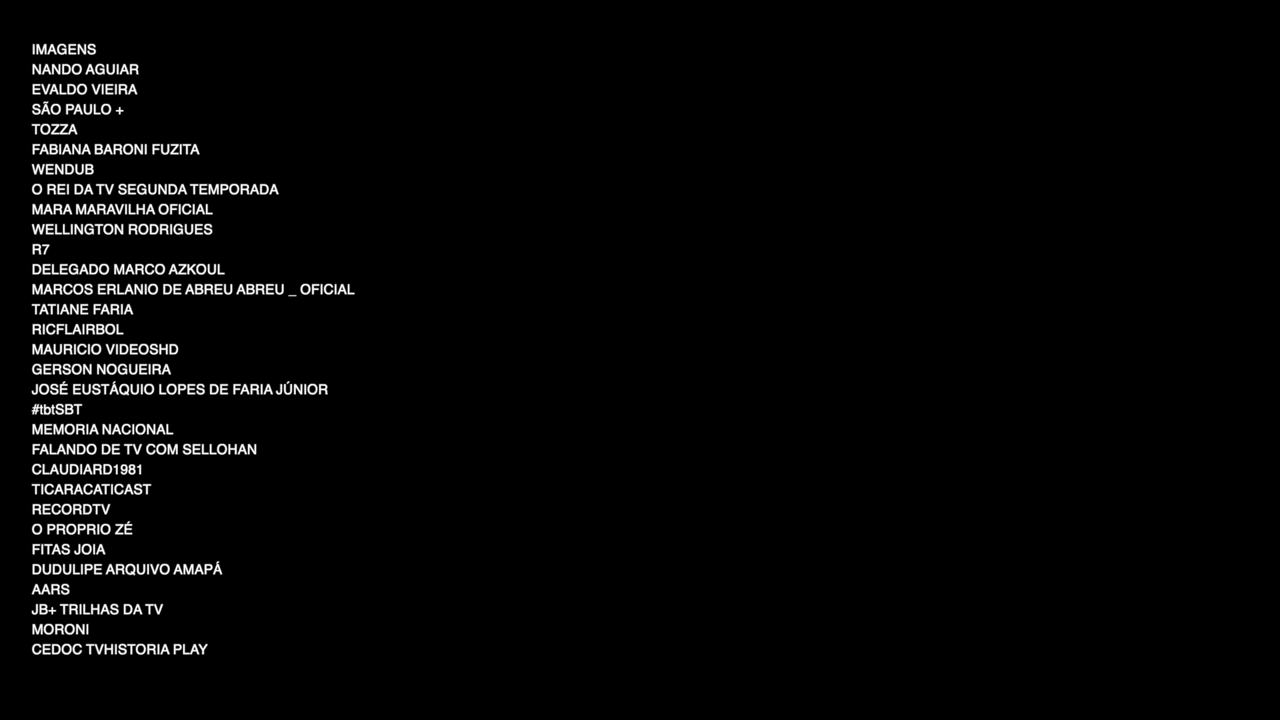 IMAGENS
NANDO AGUIAR
EVALDO VIEIRA
SÃO PAULO +
TOZZA
FABIANA BARONI FUZITA
WENDUB
O REI DA TV SEGUNDA TEMPORADA
MARA MARAVILHA OFICIAL
WELLINGTON RODRIGUES
R7
DELEGADO MARCO AZKOUL
MARCOS ERLANIO DE ABREU ABREU _ OFICIAL
TATIANE FARIA
RICFLAIRBOL
MAURICIO VIDEOSHD
GERSON NOGUEIRA
JOSÉ EUSTÁQUIO LOPES DE FARIA JÚNIOR
#tbtSBT
MEMORIA NACIONAL
FALANDO DE TV COM SELLOHAN
CLAUDIARD1981
TICARACATICAST
RECORDTV
O PROPRIO ZÉ
FITAS JOIA
DUDULIPE ARQUIVO AMAPÁ
AARS
JB+ TRILHAS DA TV
MORONI
CEDOC TVHISTORIA PLAY